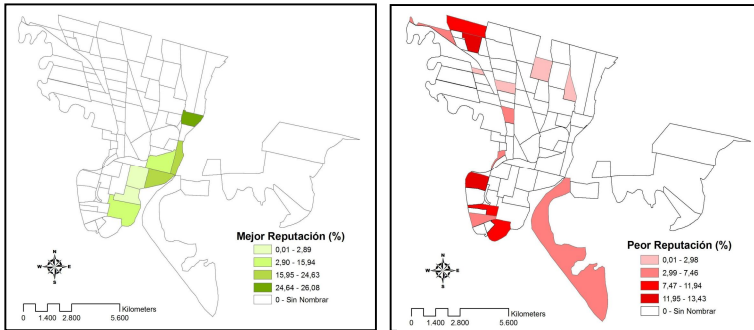 Mejor Reputación (%)
0,01 - 2,89
2,90 - 15,94
15,95 - 24,63
24,64 - 26,08
0 - Sin Nombrar
N
W E
S
Kilometers
0 1.400 2.800 5.600
Peor Reputación (%)
0,01 - 2,98
2,99 - 7,46
7,47 - 11,94
11,95 - 13,43
0 - Sin Nombrar
N
W E
S
Kilometers
0 1.400 2.800 5.600